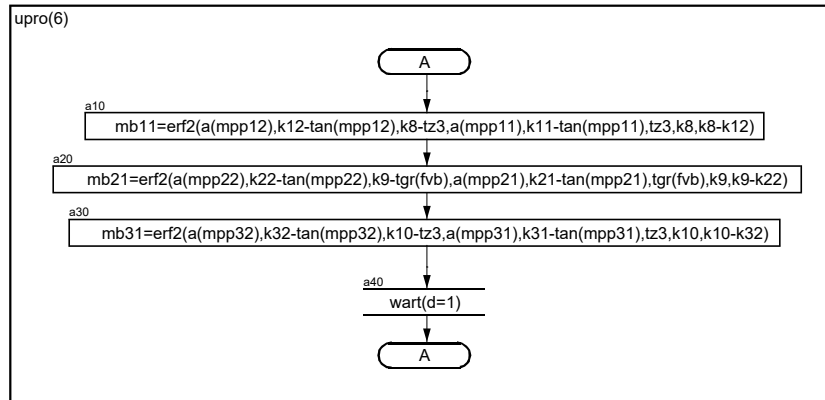 upro(6)
A
a10
mb11=erf2(a(mpp12),k12-tan(mpp12),k8-tz3,a(mpp11),k11-tan(mpp11),tz3,k8,k8-k12)
a20
mb21=erf2(a(mpp22),k22-tan(mpp22),k9-tgr(fvb),a(mpp21),k21-tan(mpp21),tgr(fvb),k9,k9-k22)
a30
mb31=erf2(a(mpp32),k32-tan(mpp32),k10-tz3,a(mpp31),k31-tan(mpp31),tz3,k10,k10-k32)
a40
wart(d=1)
A